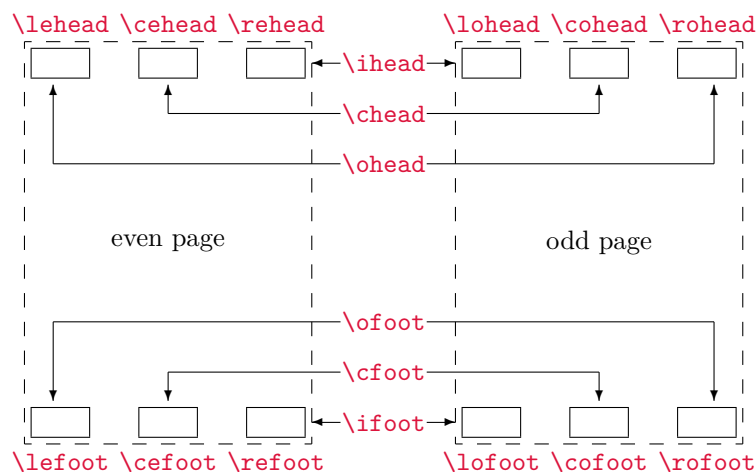 \lehead \cehead \rehead \lohead \cohead \rohead
\ihead
\chead
\ohead
even page odd page
\ofoot
\cfoot
\ifoot
\lefoot \cefoot \refoot \lofoot \cofoot \rofoot